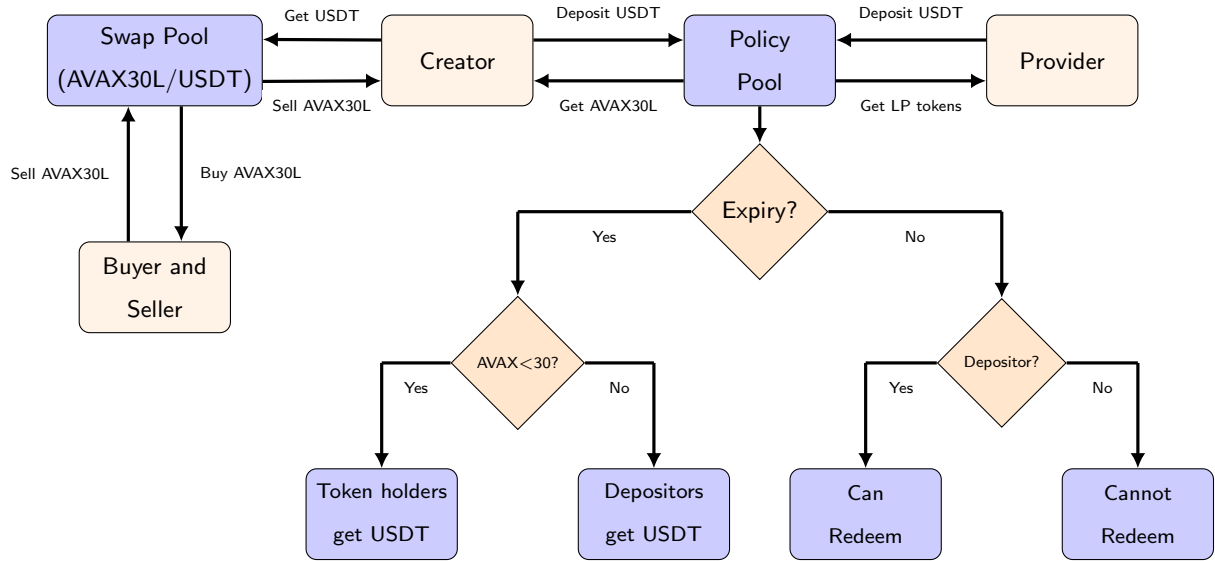 Get USDT
Deposit USDT
Deposit USDT
Swap Pool
(AVAX30L/USDT)
Creator
Policy
Pool
Provider
Sell AVAX30L
Get AVAX30L
Get LP tokens
Sell AVAX30L
Buy AVAX30L
Expiry?
Yes
No
Buyer and
Seller
AVAX<30?
Depositor?
Yes
No
Yes
No
Token holders
get USDT
Depositors
get USDT
Can
Redeem
Cannot
Redeem